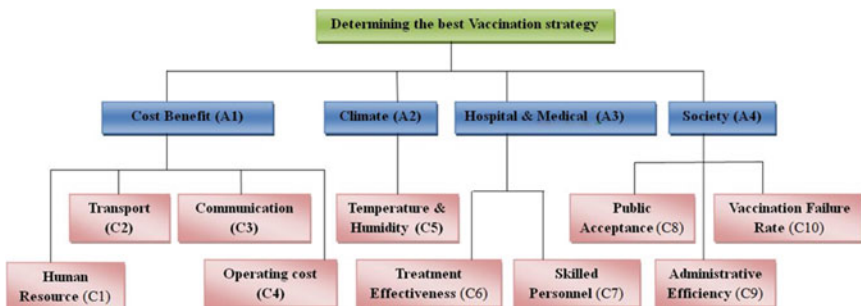 Determining the best Vaccination strategy
Cost Benefit (A1)
Climate (A2)
Hospital & Medical (A3)
Society (A4)
Transport
(C2)
Communication
(C3)
Temperature &
Humidity (C5)
Public
Acceptance (C8)
Vaccination Failure
Rate (C10)
Human
Resource (C1)
Operating cost
(C4)
Treatment
Effectiveness (C6)
Skilled
Personnel (C7)
Administrative
Efficiency (C9)